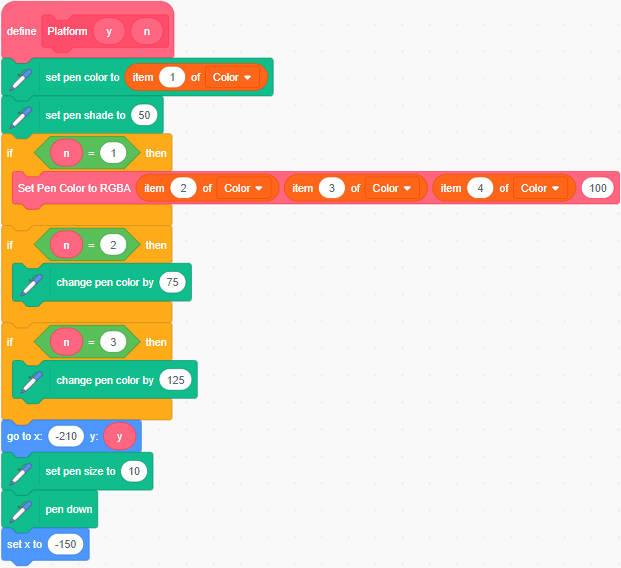 define Platform y n
set pen color to item 1 of Color
set pen shade to 50
if n = 1 then
Set Pen Color to RGBA item 2 of Color item 3 of Color item 4 of Color 100
if n = 2 then
change pen color by 75
if n = 3 then
change pen color by 125
go to x: -210 y: y
set pen size to 10
pen down
set x to -150